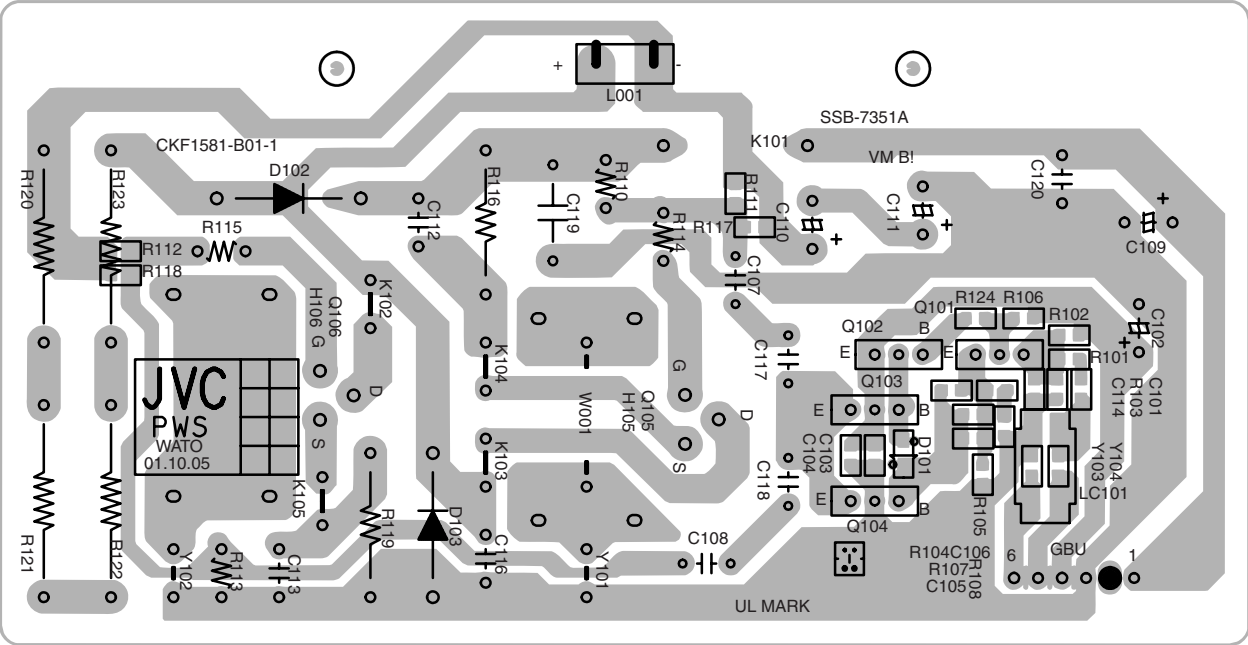 +
-
L001
SSB-7351A
K101
CKF1581-B01-1
VM B!
D102
R120
R123
R116
R110
C119
R111
C120
C112
R115
R114
R117
C110
C111
+
+
+
C109
R112
R118
K102
C107
H106
Q106
G
Q101
R124
R106
Q102
B
R102
C102
+
E
E
K104
C117
R101
JVC
G
D
Q103
PWS
D
W001
H105
Q105
E
B
C114
R103
C101
WATO
S
01.10.05
K103
S
C104
C103
D101
Y103
Y104
K105
C118
LC101
E
B
R119
D103
Q104
R105
R121
R122
Y102
R113
C113
C116
Y101
C108
R104
C106
6
GBU
1
R107
R108
C105
UL MARK